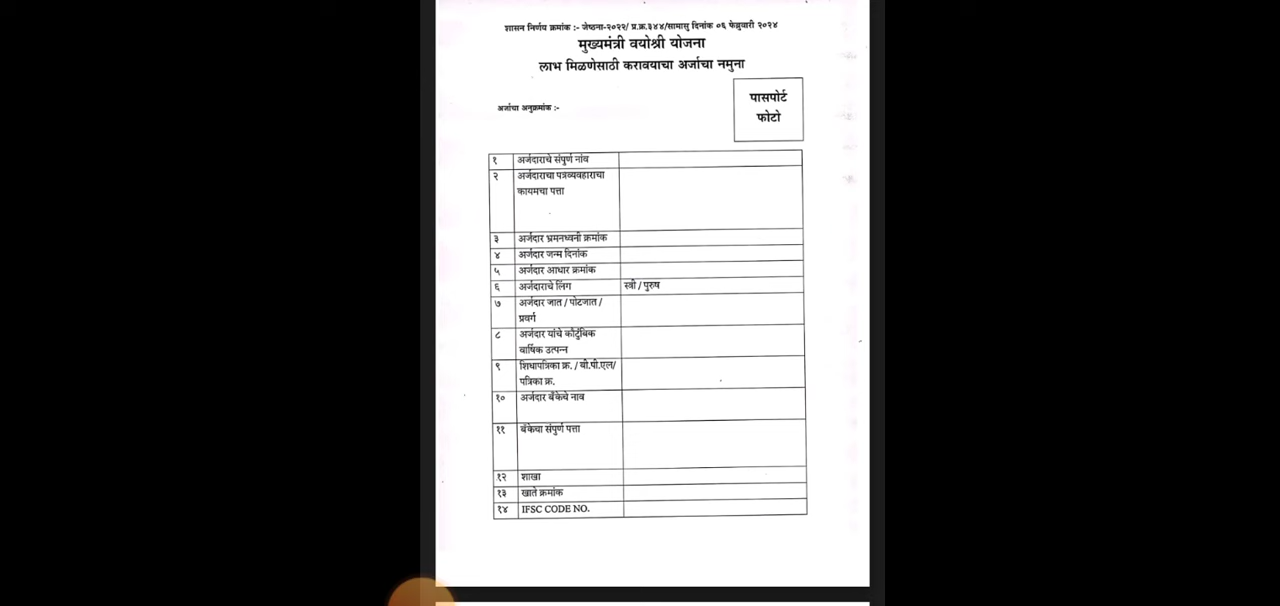 शासन निर्णय क्रमांक :- जेष्ठना-२०२२/ प्र.क्र.३४४/सामासु दिनांक ०६ फेब्रुवारी २०२४
मुख्यमंत्री वयोश्री योजना
लाभ मिळणेसाठी करावयाचा अर्जाचा नमुना
पासपोर्ट
फोटो
अर्जाचा अनुक्रमांक :-
१ अर्जदाराचे संपुर्ण नांव
२ अर्जदाराचा पत्रव्यवहाराचा
कायमचा पत्ता
३ अर्जदार भ्रमनध्वनी क्रमांक
४ अर्जदार जन्म दिनांक
५ अर्जदार आधार क्रमांक
६ अर्जदाराचे लिंग स्त्री / पुरुष
७ अर्जदार जात / पोटजात /
प्रवर्ग
८ अर्जदार यांचे कौटुंबिक
वार्षिक उत्पन्न
९ शिधापत्रिका क्र. / बी.पी.एल/
पत्रिका क्र.
१० अर्जदार बँकेचे नाव
११ बँकेचा संपुर्ण पत्ता
१२ शाखा
१३ खाते क्रमांक
१४ IFSC CODE NO.